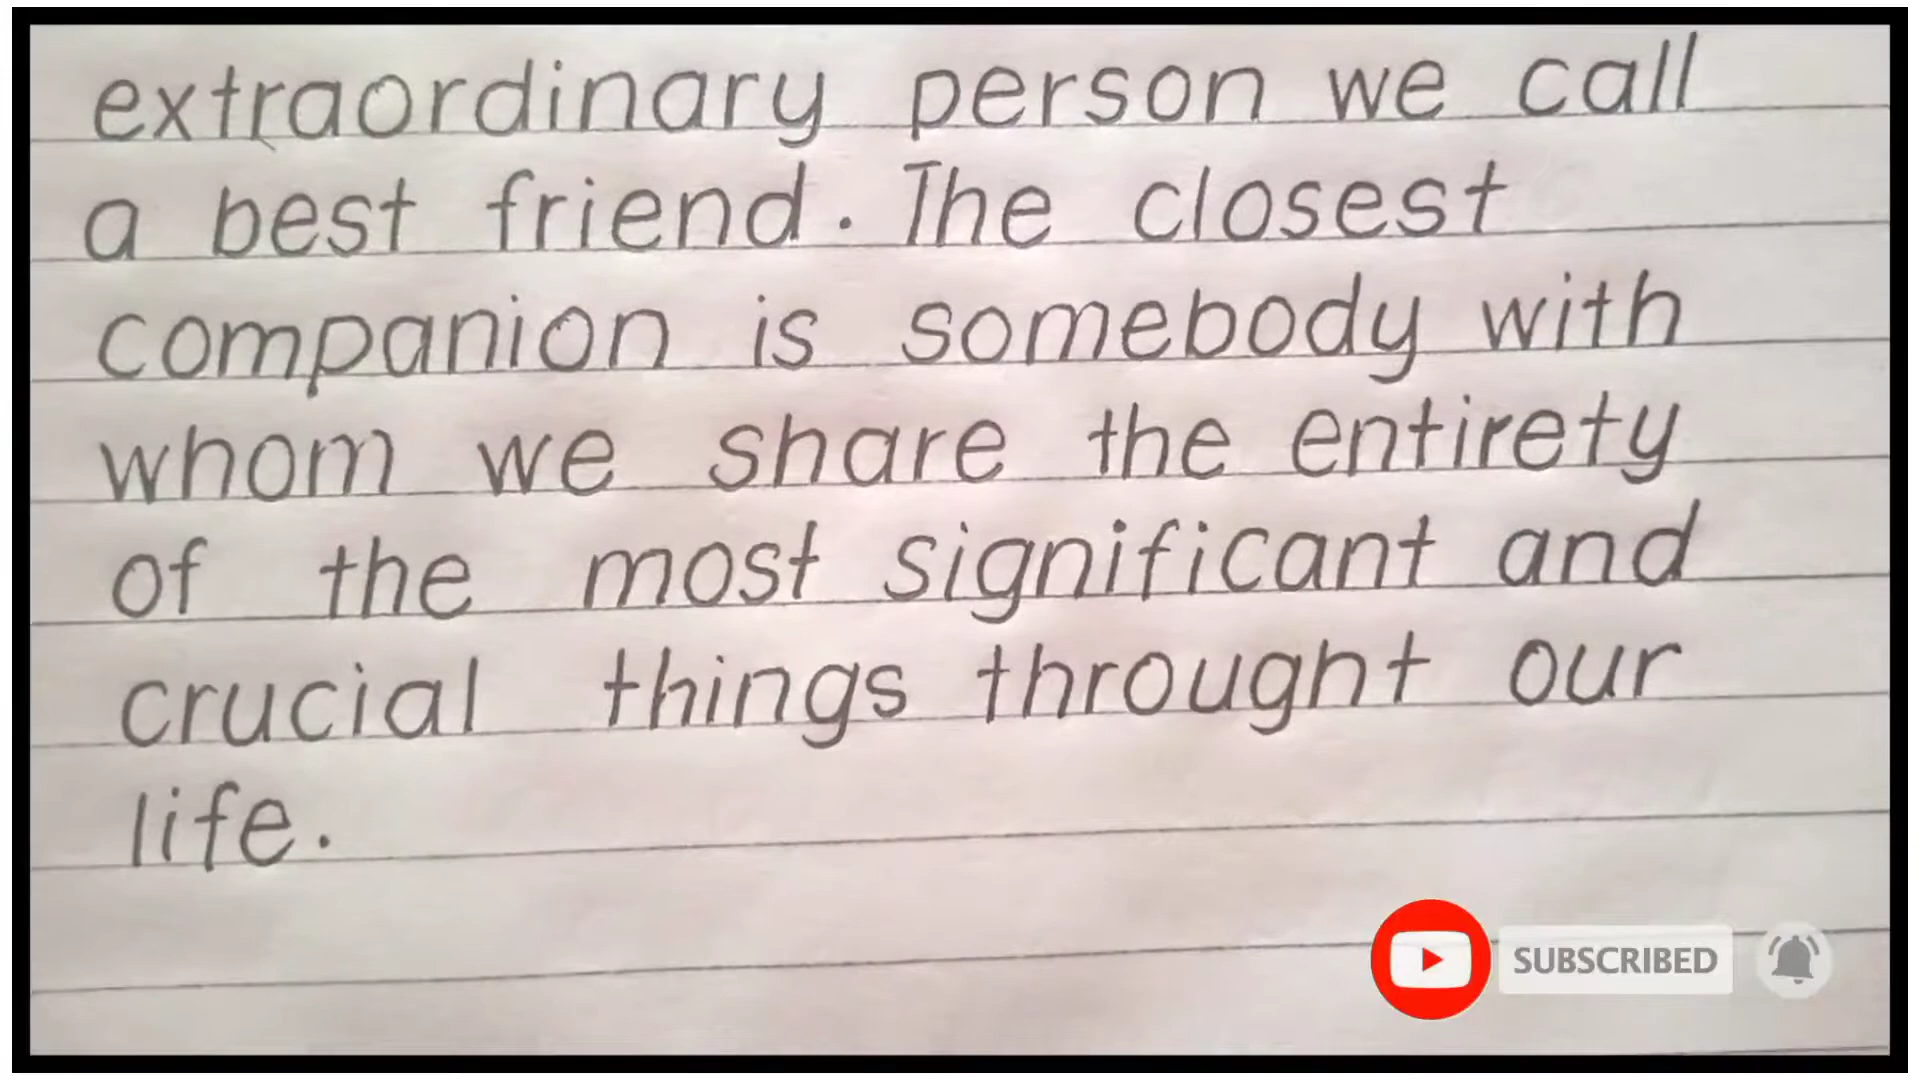 extraordinary person we call
a best friend. The closest
companion is somebody with
whom we share the entirety
of the most significant and
crucial things throught our
life.
SUBSCRIBED